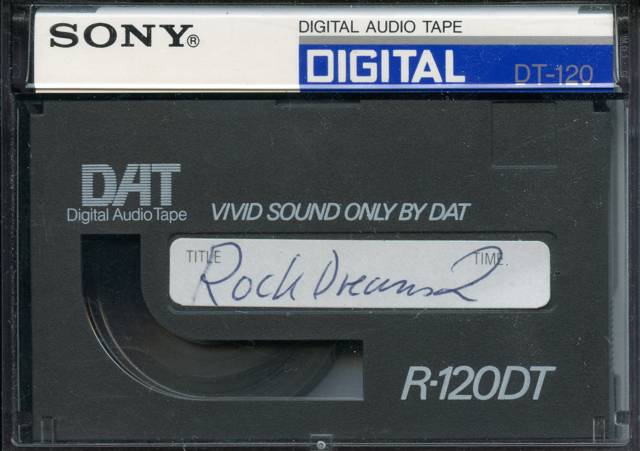 SONY®
DIGITAL AUDIO TAPE
DIGITAL DT-120
DAT
Digital Audio Tape
VIVID SOUND ONLY BY DAT
TITLE TIME.
Rock Dreams 2
R-120DT